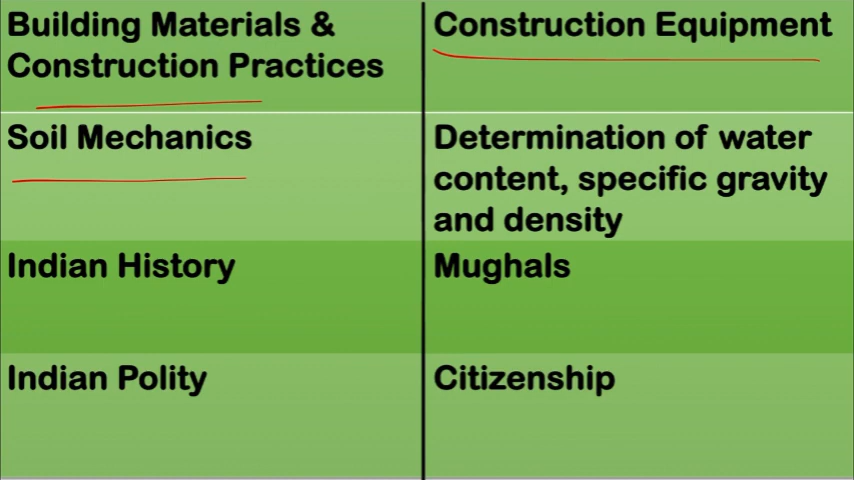 Building Materials &
Construction Practices
Construction Equipment
Soil Mechanics
Determination of water
content, specific gravity
and density
Indian History
Mughals
Indian Polity
Citizenship